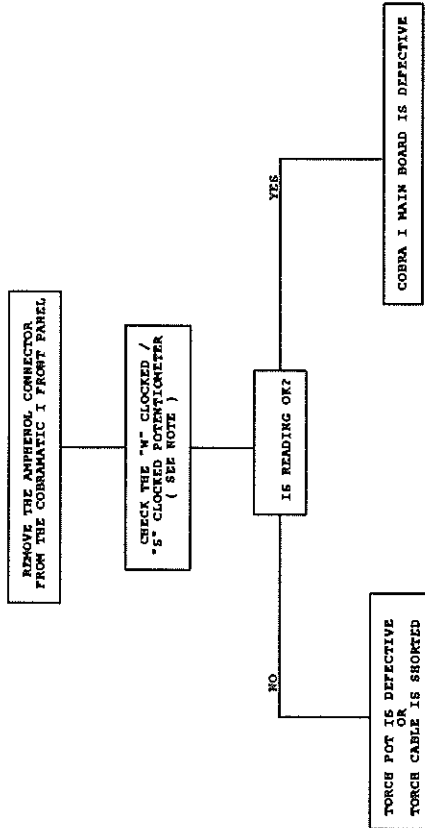 REMOVE THE AMPHENOL CONNECTOR
FROM THE COBRAMATIC I FRONT PANEL
CHECK THE "W" CLOCKED /
"S" CLOCKED POTENTIOMETER
( SEE NOTE )
IS READING OK?
NO
YES
TORCH POT IS DEFECTIVE
OR
TORCH CABLE IS SHORTED
COBRA I MAIN BOARD IS DEFECTIVE